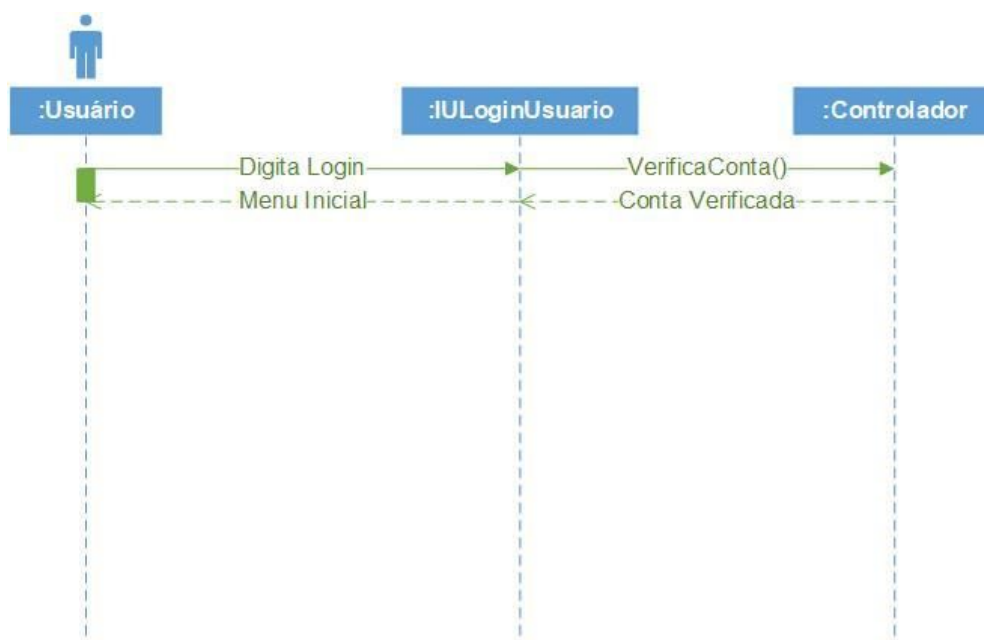 :Usuário
:IULoginUsuario
:Controlador
Digita Login
VerificaConta()
Menu Inicial
Conta Verificada